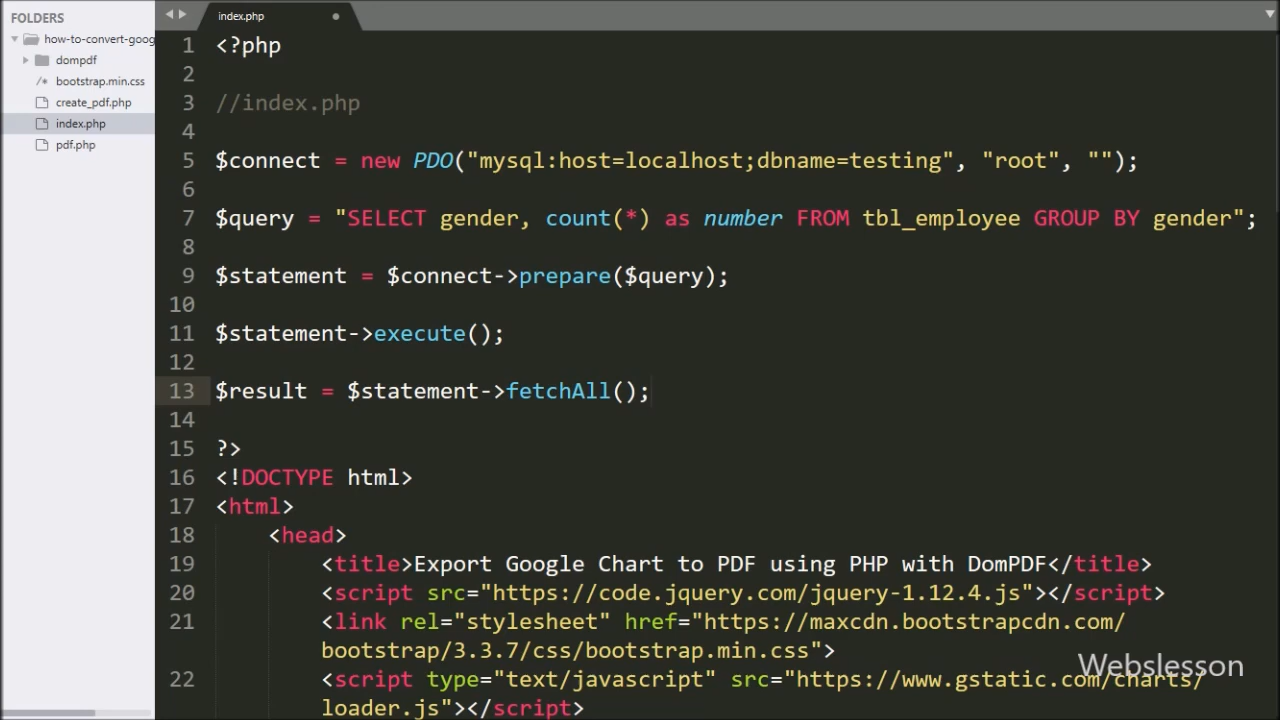 FOLDERS
how-to-convert-goog
dompdf
/* bootstrap.min.css
create_pdf.php
index.php
pdf.php
index.php
1 <?php
2
3 //index.php
4
5 $connect = new PDO("mysql:host=localhost;dbname=testing", "root", "");
6
7 $query = "SELECT gender, count(*) as number FROM tbl_employee GROUP BY gender";
8
9 $statement = $connect->prepare($query);
10
11 $statement->execute();
12
13 $result = $statement->fetchAll();
14
15 ?>
16 <!DOCTYPE html>
17 <html>
18 <head>
19 <title>Export Google Chart to PDF using PHP with DomPDF</title>
20 <script src="https://code.jquery.com/jquery-1.12.4.js"></script>
21 <link rel="stylesheet" href="https://maxcdn.bootstrapcdn.com/
bootstrap/3.3.7/css/bootstrap.min.css">
22 <script type="text/javascript" src="https://www.gstatic.com/charts/
loader.js"></script>
Webslesson